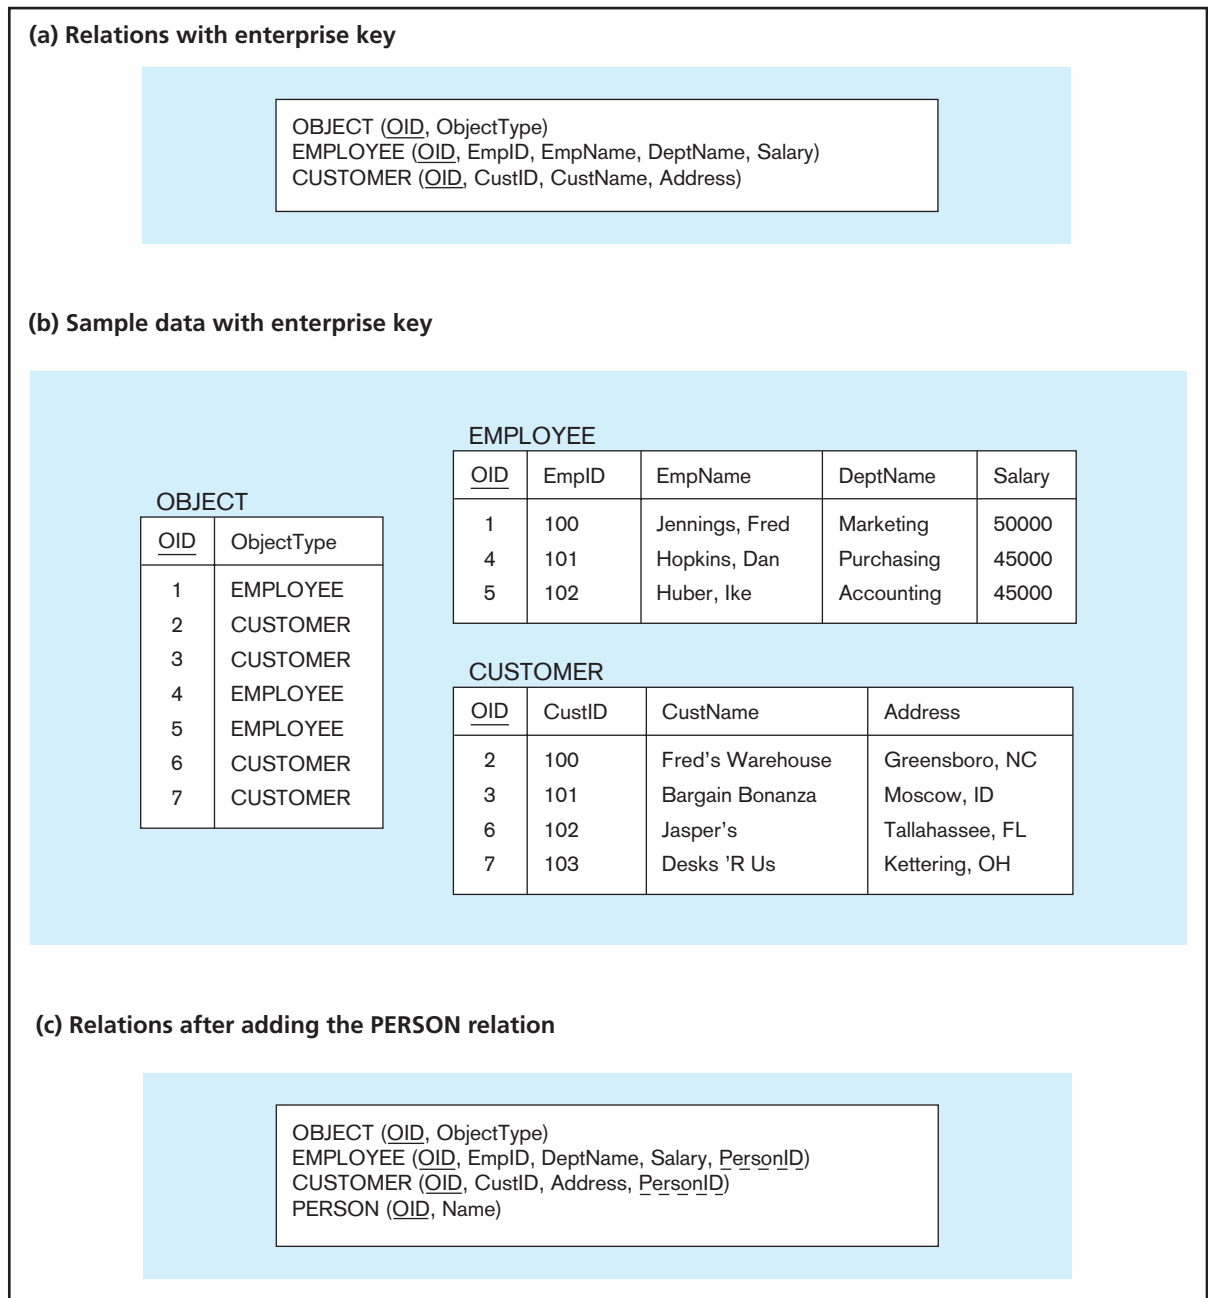 (a) Relations with enterprise key
OBJECT (OID, ObjectType)
EMPLOYEE (OID, EmpID, EmpName, DeptName, Salary)
CUSTOMER (OID, CustID, CustName, Address)
(b) Sample data with enterprise key
OBJECT
OID ObjectType
1 EMPLOYEE
2 CUSTOMER
3 CUSTOMER
4 EMPLOYEE
5 EMPLOYEE
6 CUSTOMER
7 CUSTOMER
EMPLOYEE
OID EmpID EmpName DeptName Salary
1 100 Jennings, Fred Marketing 50000
4 101 Hopkins, Dan Purchasing 45000
5 102 Huber, Ike Accounting 45000
CUSTOMER
OID CustID CustName Address
2 100 Fred's Warehouse Greensboro, NC
3 101 Bargain Bonanza Moscow, ID
6 102 Jasper's Tallahassee, FL
7 103 Desks ’R Us Kettering, OH
(c) Relations after adding the PERSON relation
OBJECT (OID, ObjectType)
EMPLOYEE (OID, EmpID, DeptName, Salary, PersonID)
CUSTOMER (OID, CustID, Address, PersonID)
PERSON (OID, Name)